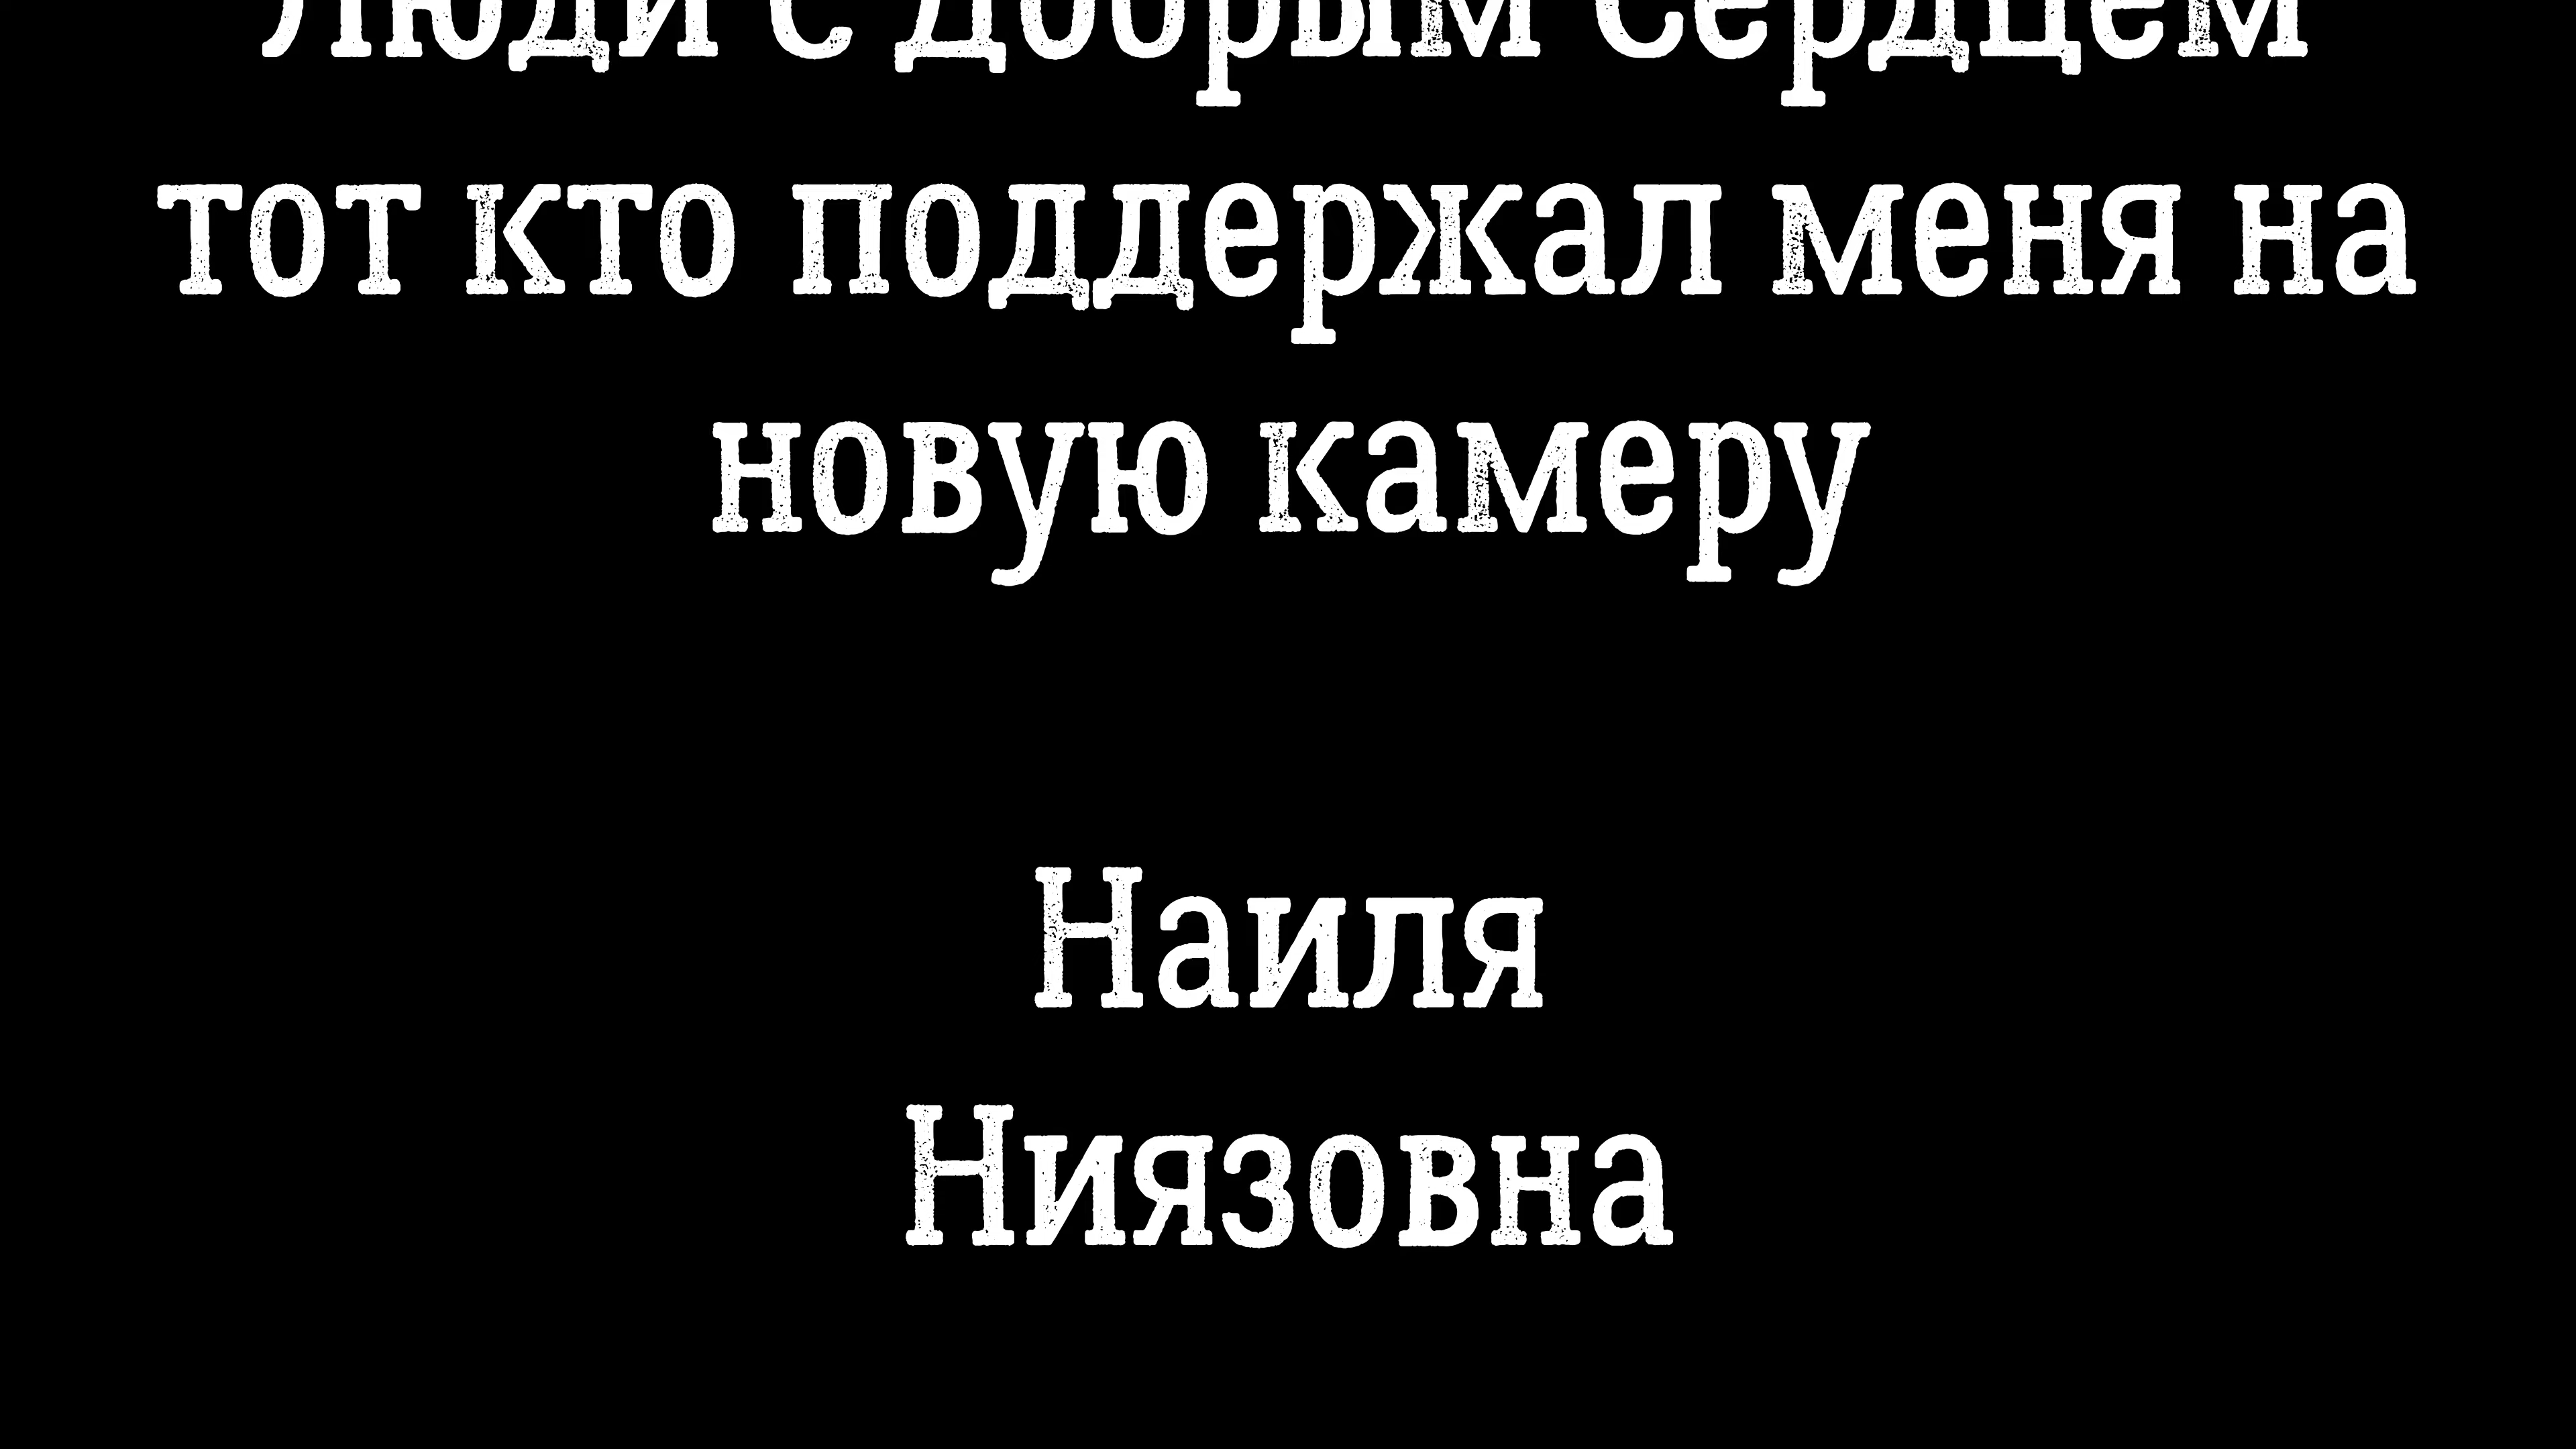 Люди с добрым Сердцем
тот кто поддержал меня на
новую камеру
Наиля
Ниязовна